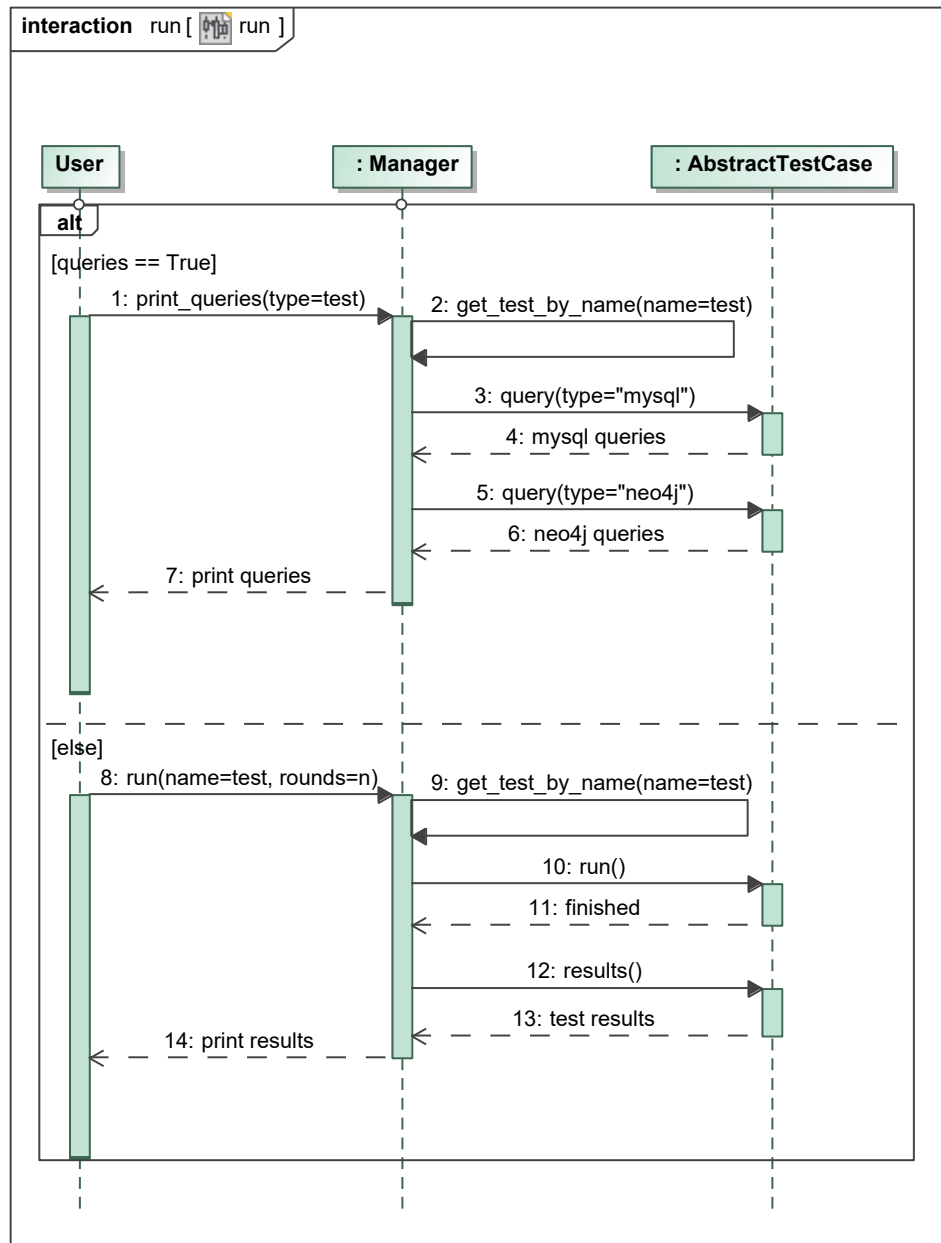 interaction run [ run ]
User
: Manager
: AbstractTestCase
alt
[queries == True]
1: print_queries(type=test)
2: get_test_by_name(name=test)
3: query(type="mysql")
4: mysql queries
5: query(type="neo4j")
6: neo4j queries
7: print queries
[else]
8: run(name=test, rounds=n)
9: get_test_by_name(name=test)
10: run()
11: finished
12: results()
13: test results
14: print results